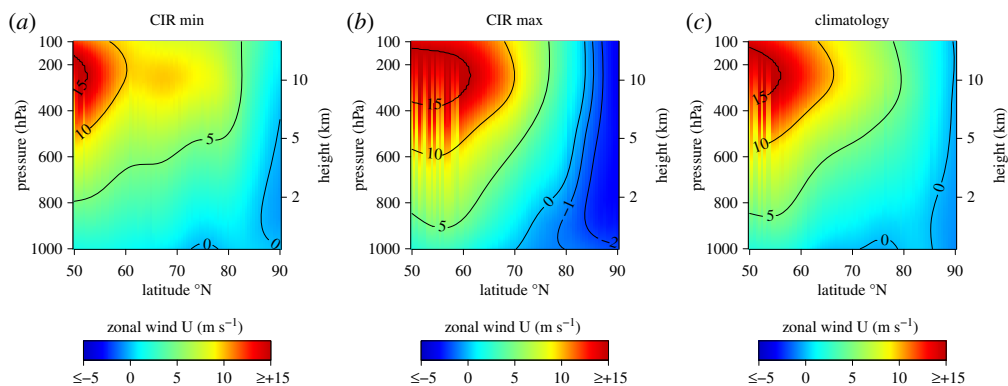 (a) CIR min
100
200
400
600
800
1000
pressure (hPa)
15
10
5
0
0
10
5
2
height (km)
50 60 70 80 90
latitude °N
zonal wind U (m s⁻¹)
≤–5 0 5 10 ≥+15
(b) CIR max
100
200
400
600
800
1000
pressure (hPa)
15
10
5
0
–1
–2
10
5
2
height (km)
50 60 70 80 90
latitude °N
zonal wind U (m s⁻¹)
≤–5 0 5 10 ≥+15
(c) climatology
100
200
400
600
800
1000
pressure (hPa)
15
10
5
0
0
10
5
2
height (km)
50 60 70 80 90
latitude °N
zonal wind U (m s⁻¹)
≤–5 0 5 10 ≥+15